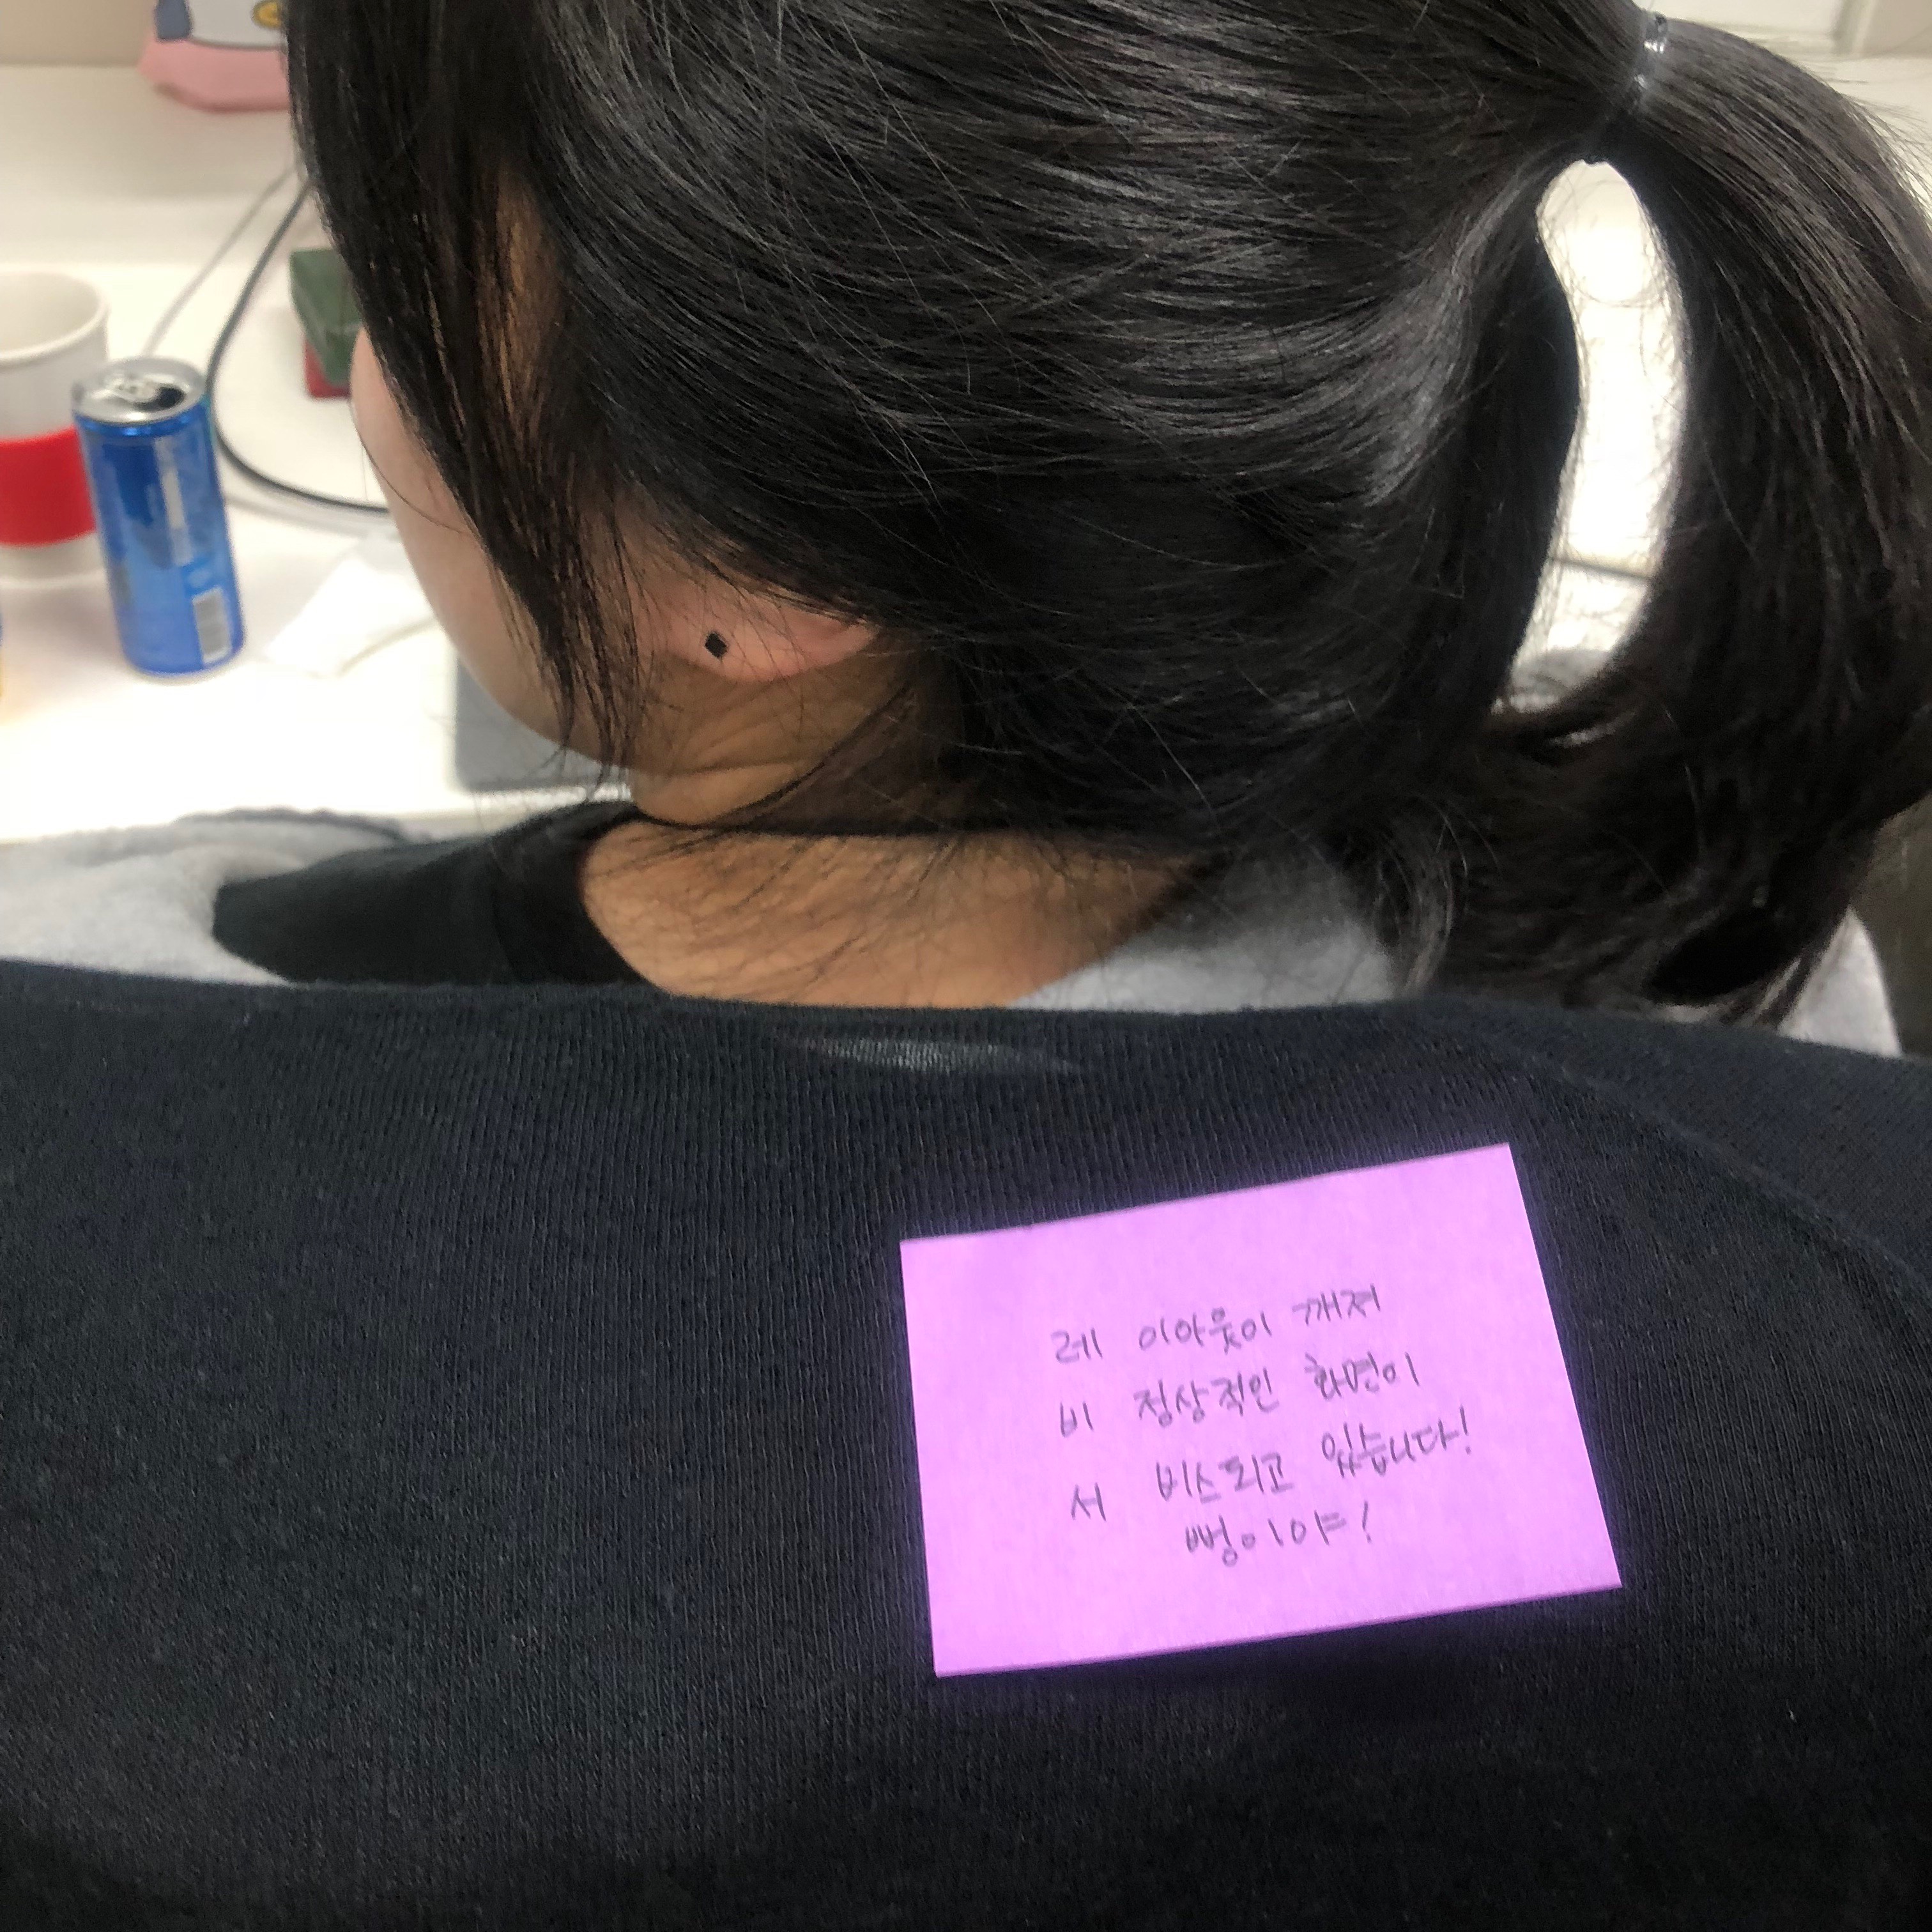 레 이아웃이 깨져
비 정상적인 화면이
서 비스되고 있습니다!
뻥이야!